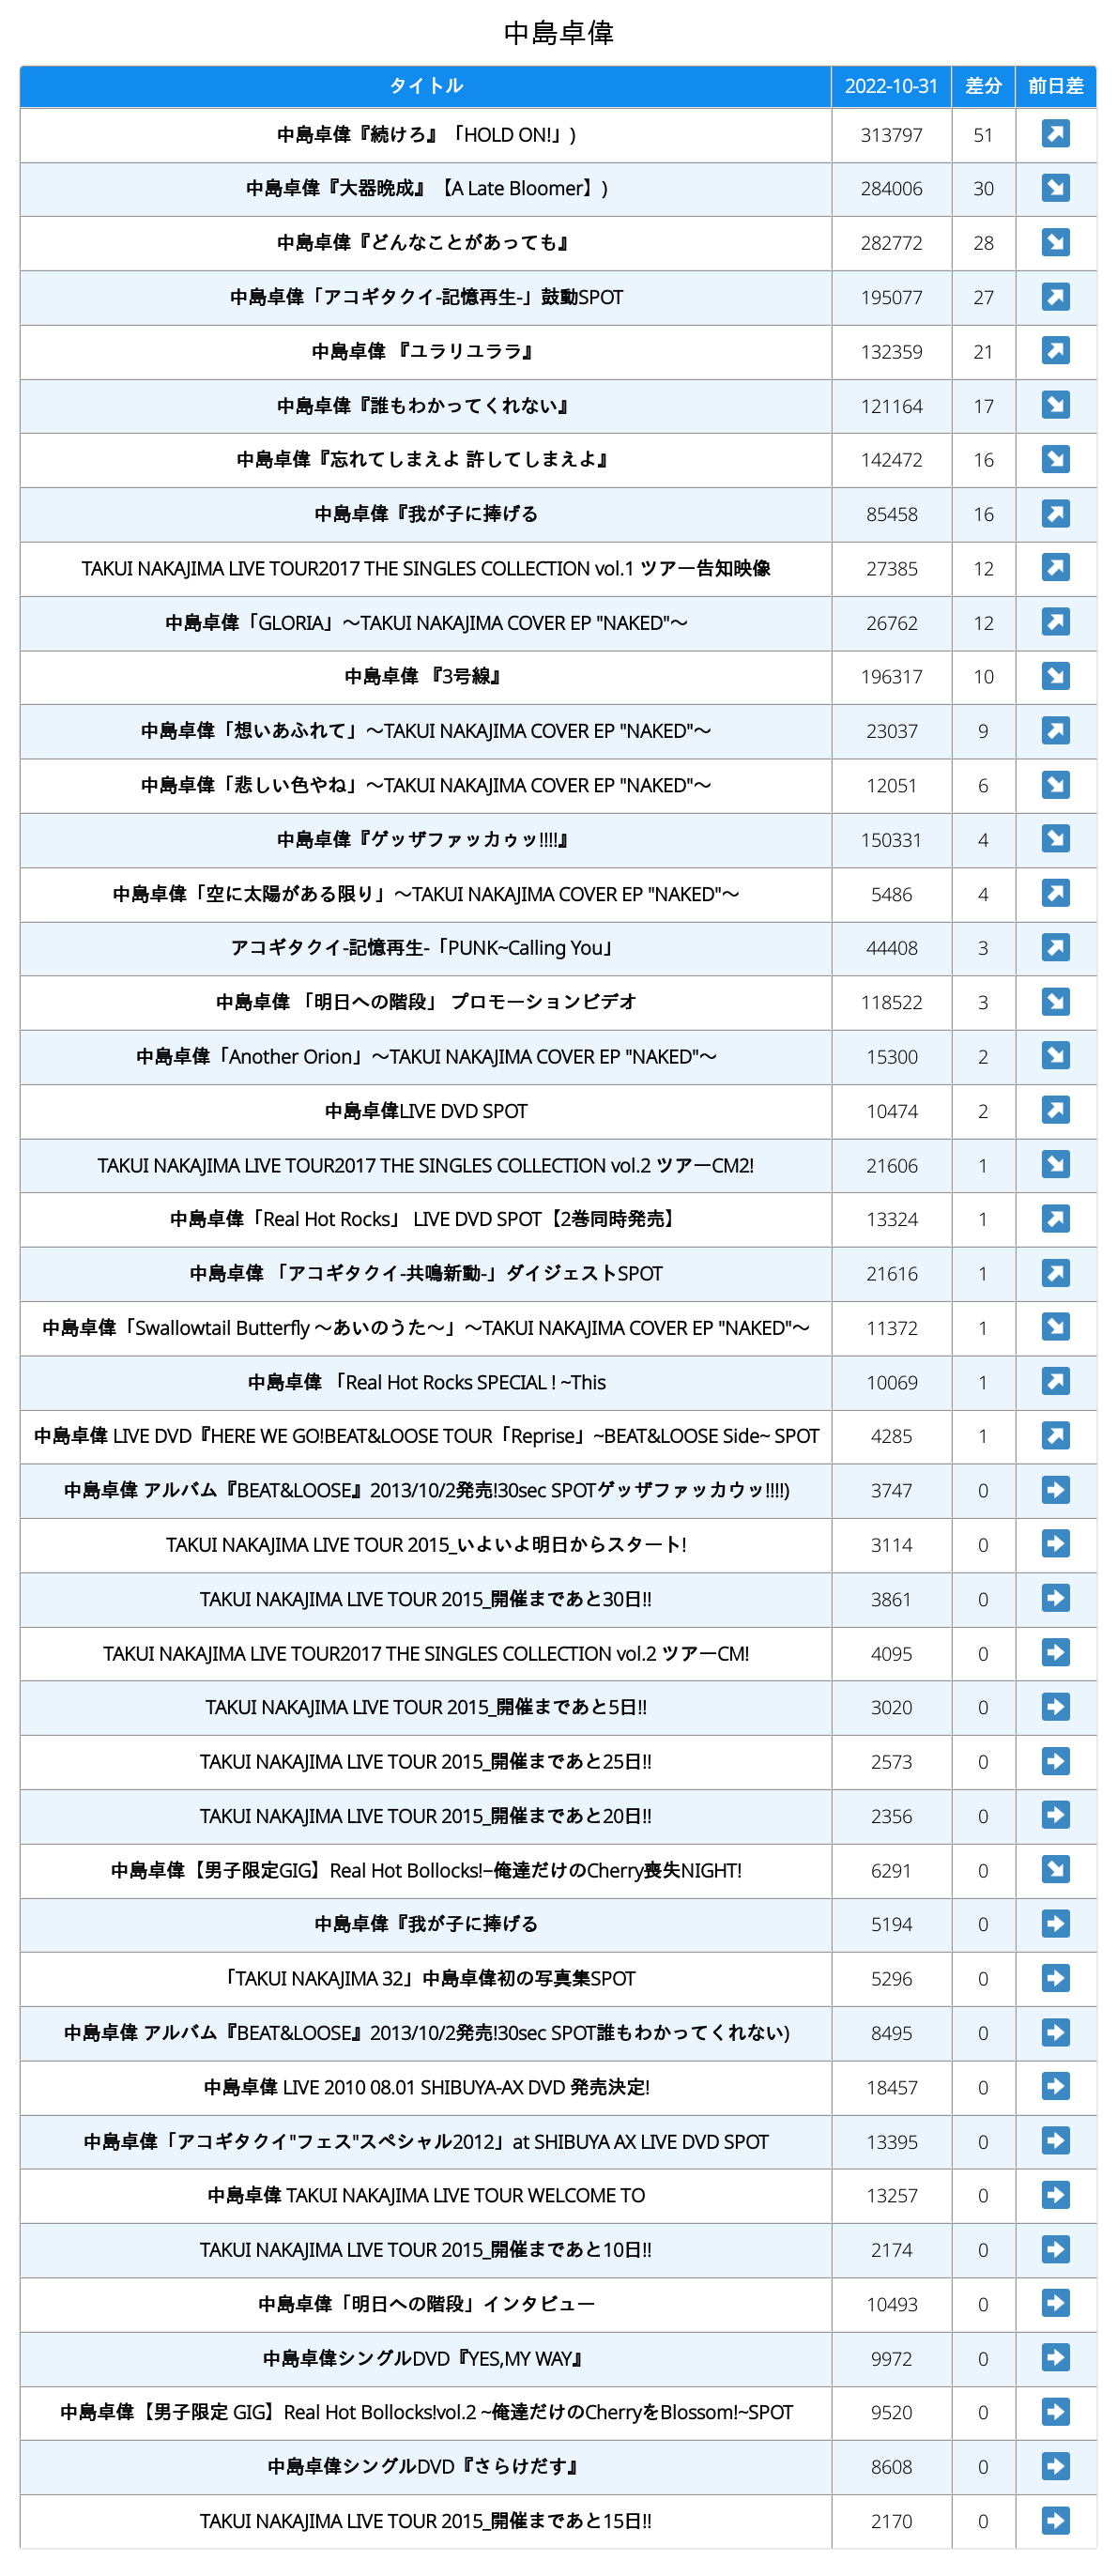 中島卓偉
タイトル 2022-10-31 差分 前日差
中島卓偉『続けろ』「HOLD ON!」) 313797 51
中島卓偉『大器晩成』【A Late Bloomer】) 284006 30
中島卓偉『どんなことがあっても』 282772 28
中島卓偉「アコギタクイ-記憶再生-」鼓動SPOT 195077 27
中島卓偉 『ユラリユララ』 132359 21
中島卓偉『誰もわかってくれない』 121164 17
中島卓偉『忘れてしまえよ 許してしまえよ』 142472 16
中島卓偉『我が子に捧げる 85458 16
TAKUI NAKAJIMA LIVE TOUR2017 THE SINGLES COLLECTION vol.1 ツアー告知映像 27385 12
中島卓偉「GLORIA」〜TAKUI NAKAJIMA COVER EP "NAKED"〜 26762 12
中島卓偉 『3号線』 196317 10
中島卓偉「想いあふれて」〜TAKUI NAKAJIMA COVER EP "NAKED"〜 23037 9
中島卓偉「悲しい色やね」〜TAKUI NAKAJIMA COVER EP "NAKED"〜 12051 6
中島卓偉『ゲッザファッカゥッ!!!!』 150331 4
中島卓偉「空に太陽がある限り」〜TAKUI NAKAJIMA COVER EP "NAKED"〜 5486 4
アコギタクイ-記憶再生-「PUNK~Calling You」 44408 3
中島卓偉 「明日への階段」 プロモーションビデオ 118522 3
中島卓偉「Another Orion」〜TAKUI NAKAJIMA COVER EP "NAKED"〜 15300 2
中島卓偉LIVE DVD SPOT 10474 2
TAKUI NAKAJIMA LIVE TOUR2017 THE SINGLES COLLECTION vol.2 ツアーCM2! 21606 1
中島卓偉「Real Hot Rocks」 LIVE DVD SPOT【2巻同時発売】 13324 1
中島卓偉 「アコギタクイ-共鳴新動-」ダイジェストSPOT 21616 1
中島卓偉「Swallowtail Butterfly 〜あいのうた〜」〜TAKUI NAKAJIMA COVER EP "NAKED"〜 11372 1
中島卓偉 「Real Hot Rocks SPECIAL ! ~This 10069 1
中島卓偉 LIVE DVD『HERE WE GO!BEAT&LOOSE TOUR「Reprise」~BEAT&LOOSE Side~ SPOT 4285 1
中島卓偉 アルバム『BEAT&LOOSE』2013/10/2発売!30sec SPOTゲッザファッカウッ!!!!) 3747 0
TAKUI NAKAJIMA LIVE TOUR 2015_いよいよ明日からスタート! 3114 0
TAKUI NAKAJIMA LIVE TOUR 2015_開催まであと30日!! 3861 0
TAKUI NAKAJIMA LIVE TOUR2017 THE SINGLES COLLECTION vol.2 ツアーCM! 4095 0
TAKUI NAKAJIMA LIVE TOUR 2015_開催まであと5日!! 3020 0
TAKUI NAKAJIMA LIVE TOUR 2015_開催まであと25日!! 2573 0
TAKUI NAKAJIMA LIVE TOUR 2015_開催まであと20日!! 2356 0
中島卓偉【男子限定GIG】Real Hot Bollocks!–俺達だけのCherry喪失NIGHT! 6291 0
中島卓偉『我が子に捧げる 5194 0
「TAKUI NAKAJIMA 32」中島卓偉初の写真集SPOT 5296 0
中島卓偉 アルバム『BEAT&LOOSE』2013/10/2発売!30sec SPOT誰もわかってくれない) 8495 0
中島卓偉 LIVE 2010 08.01 SHIBUYA-AX DVD 発売決定! 18457 0
中島卓偉「アコギタクイ"フェス"スペシャル2012」at SHIBUYA AX LIVE DVD SPOT 13395 0
中島卓偉 TAKUI NAKAJIMA LIVE TOUR WELCOME TO 13257 0
TAKUI NAKAJIMA LIVE TOUR 2015_開催まであと10日!! 2174 0
中島卓偉「明日への階段」インタビュー 10493 0
中島卓偉シングルDVD『YES,MY WAY』 9972 0
中島卓偉【男子限定 GIG】Real Hot Bollocks!vol.2 ~俺達だけのCherryをBlossom!~SPOT 9520 0
中島卓偉シングルDVD『さらけだす』 8608 0
TAKUI NAKAJIMA LIVE TOUR 2015_開催まであと15日!! 2170 0